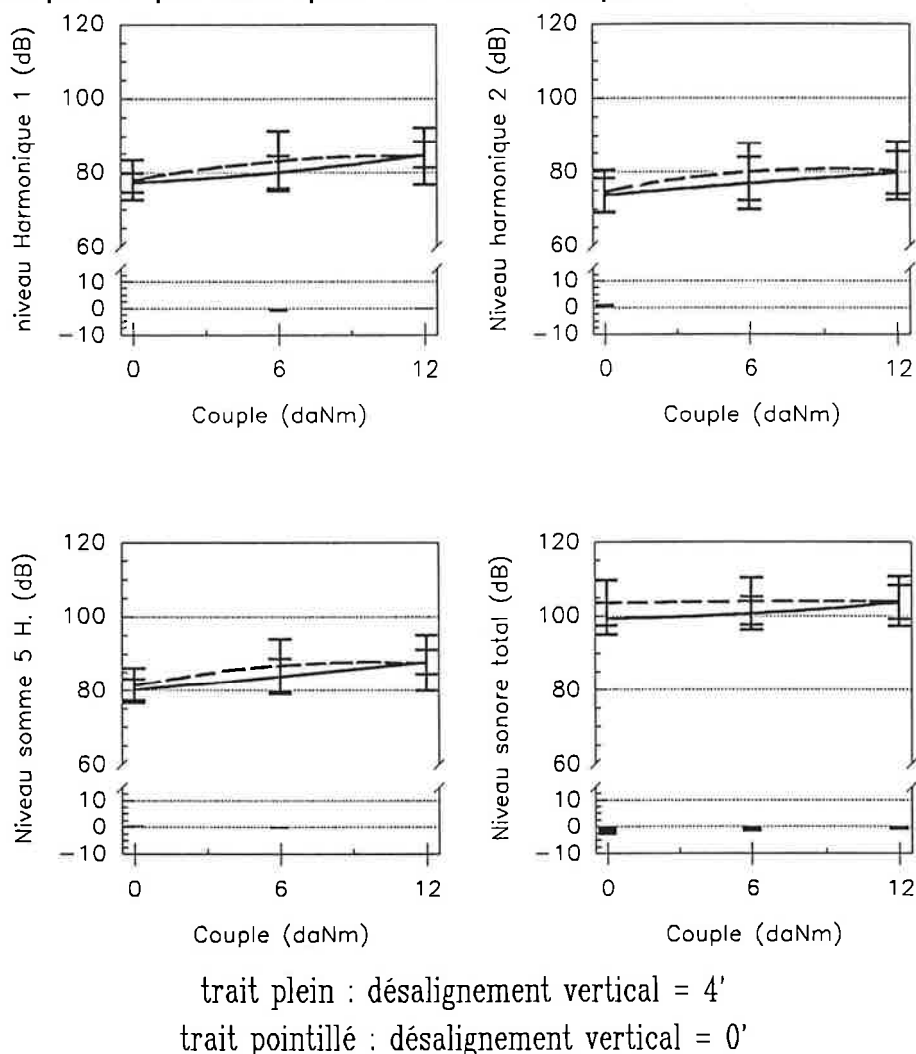 niveau Harmonique 1 (dB)
120
100
80
60
10
0
-10
0 6 12
Couple (daNm)
Niveau harmonique 2 (dB)
120
100
80
60
10
0
-10
0 6 12
Couple (daNm)
Niveau somme 5 H. (dB)
120
100
80
60
10
0
-10
0 6 12
Couple (daNm)
Niveau sonore total (dB)
120
100
80
60
10
0
-10
0 6 12
Couple (daNm)
trait plein : désalignement vertical = 4'
trait pointillé : désalignement vertical = 0'